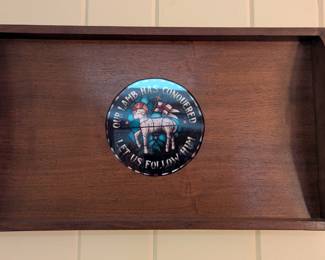 OUR LAMB HAS CONQUERED
LET US FOLLOW HIM